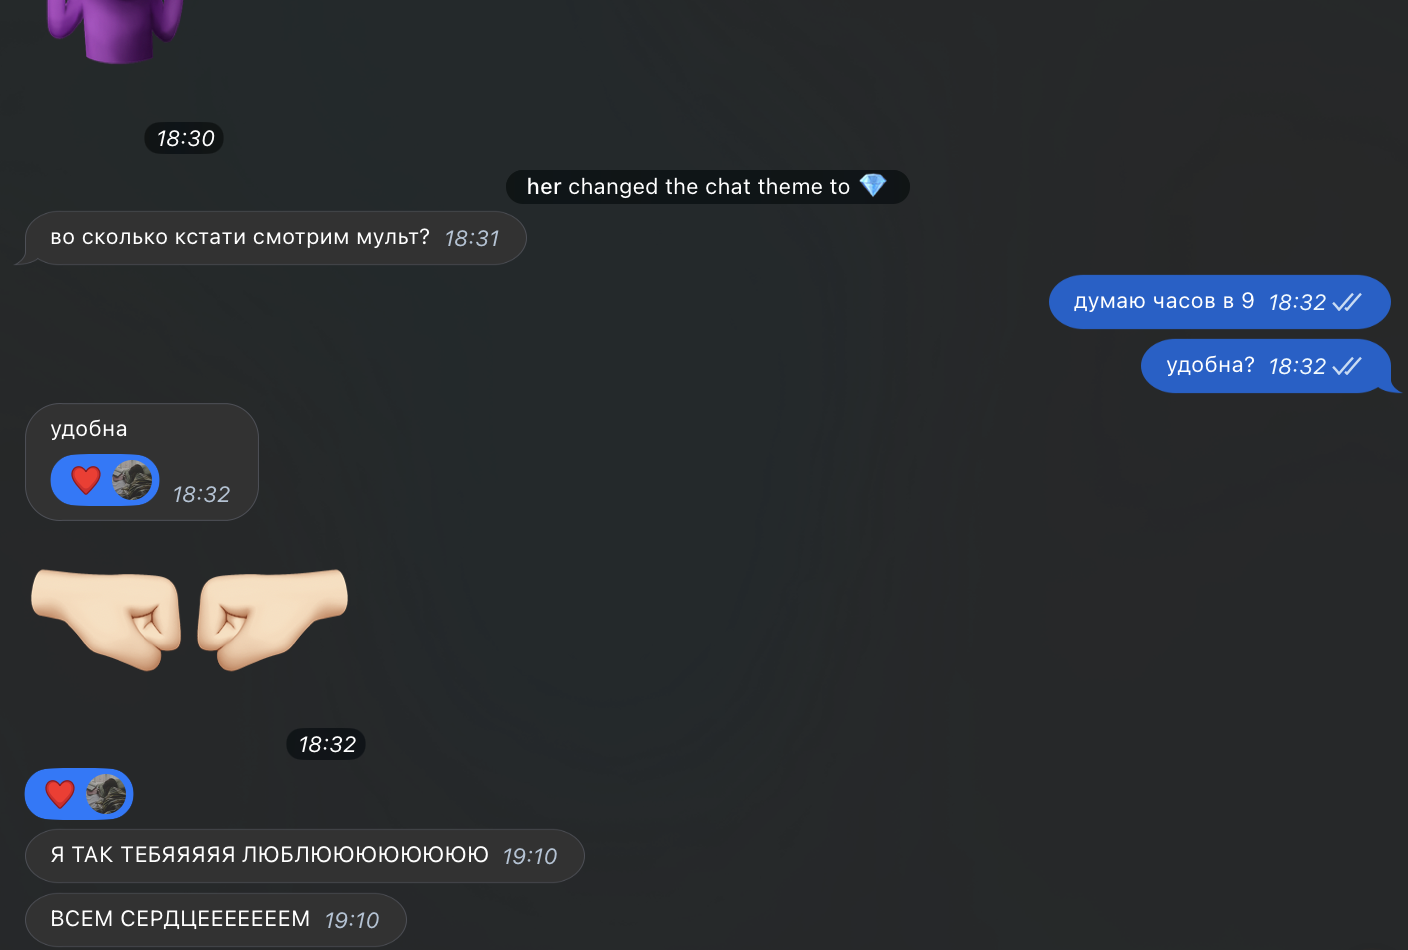 18:30
her changed the chat theme to 💎
во сколько кстати смотрим мульт? 18:31
думаю часов в 9 18:32
удобна? 18:32
удобна
18:32
18:32
Я ТАК ТЕБЯЯЯЯЯ ЛЮБЛЮЮЮЮЮЮЮЮ 19:10
ВСЕМ СЕРДЦЕЕЕЕЕЕЕМ 19:10